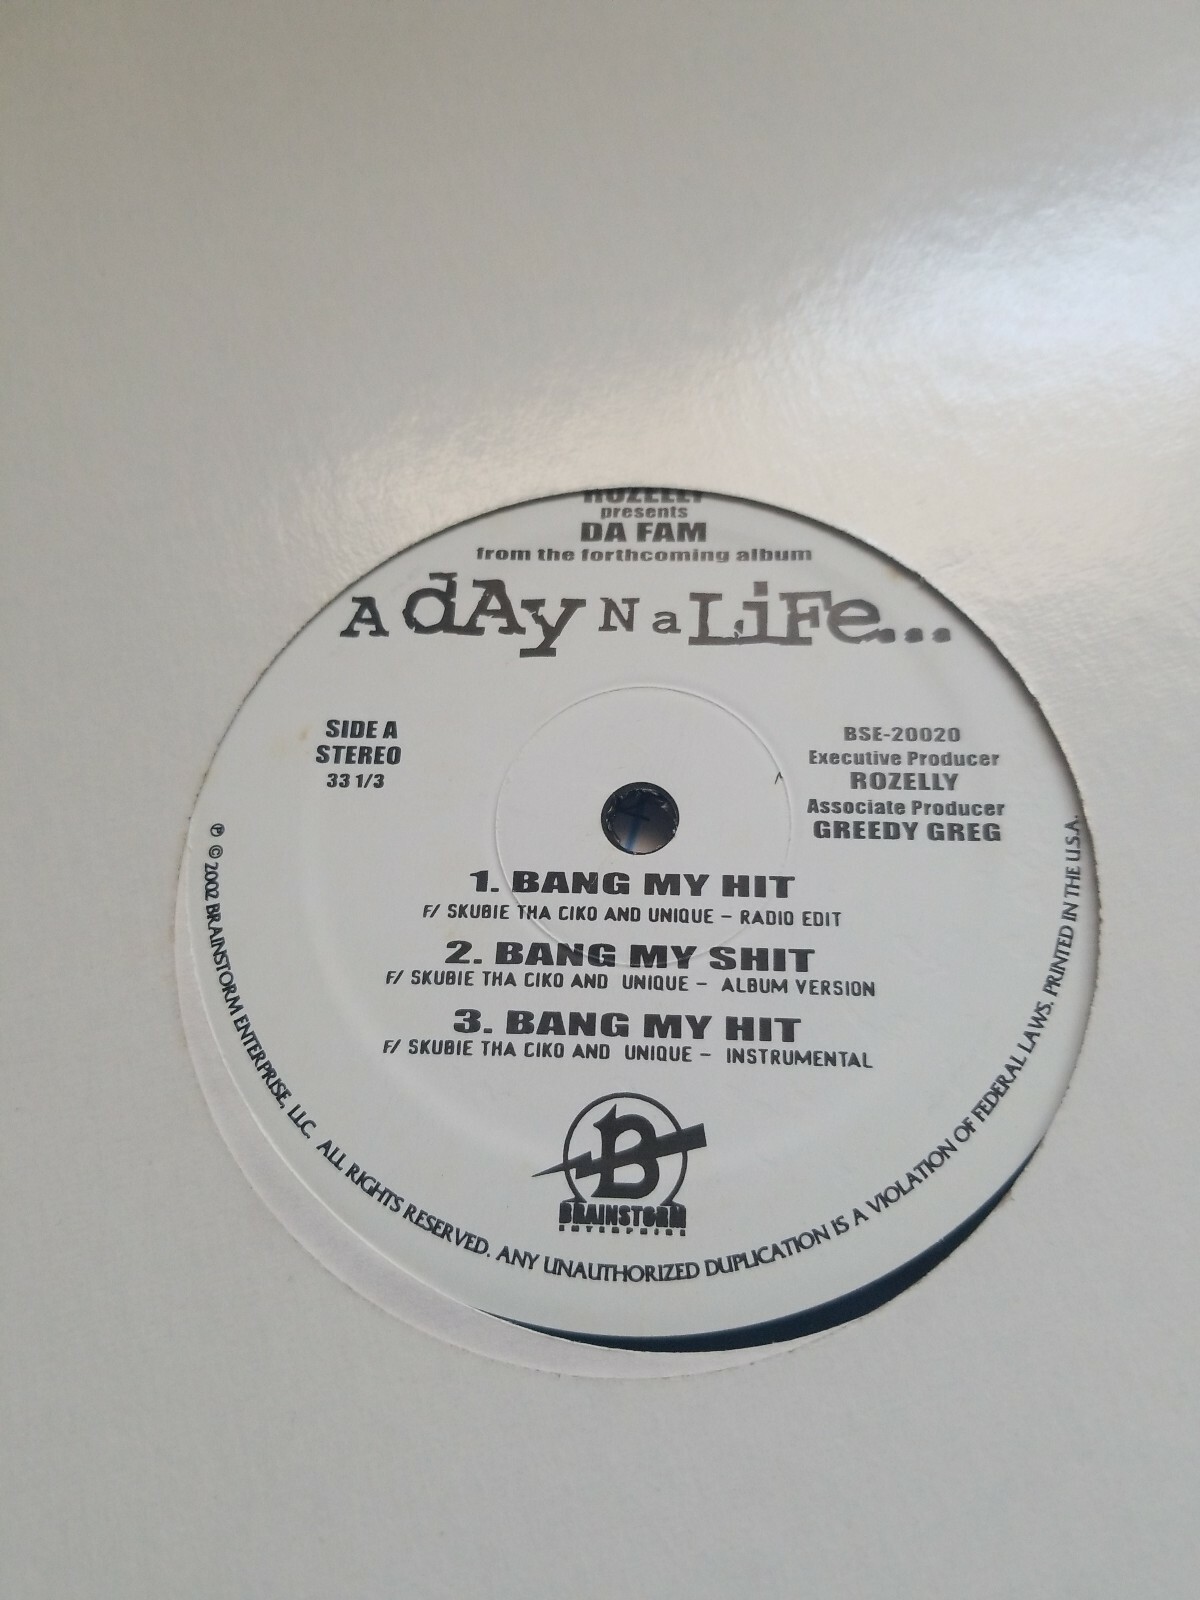 ROZELLY
presents
DA FAM
from the forthcoming album
A dAy N a LiFe...
SIDE A
STEREO
33 1/3
BSE-20020
Executive Producer
ROZELLY
Associate Producer
GREEDY GREG
1. BANG MY HIT
F/ SKUBIE THA CIKO AND UNIQUE - RADIO EDIT
2. BANG MY SHIT
F/ SKUBIE THA CIKO AND UNIQUE - ALBUM VERSION
3. BANG MY HIT
F/ SKUBIE THA CIKO AND UNIQUE - INSTRUMENTAL
B
BRAINSTORM
ENTERPRISE
℗ © 2002 BRAINSTORM ENTERPRISE, LLC. ALL RIGHTS RESERVED. ANY UNAUTHORIZED DUPLICATION IS A VIOLATION OF FEDERAL LAWS. PRINTED IN THE U.S.A.